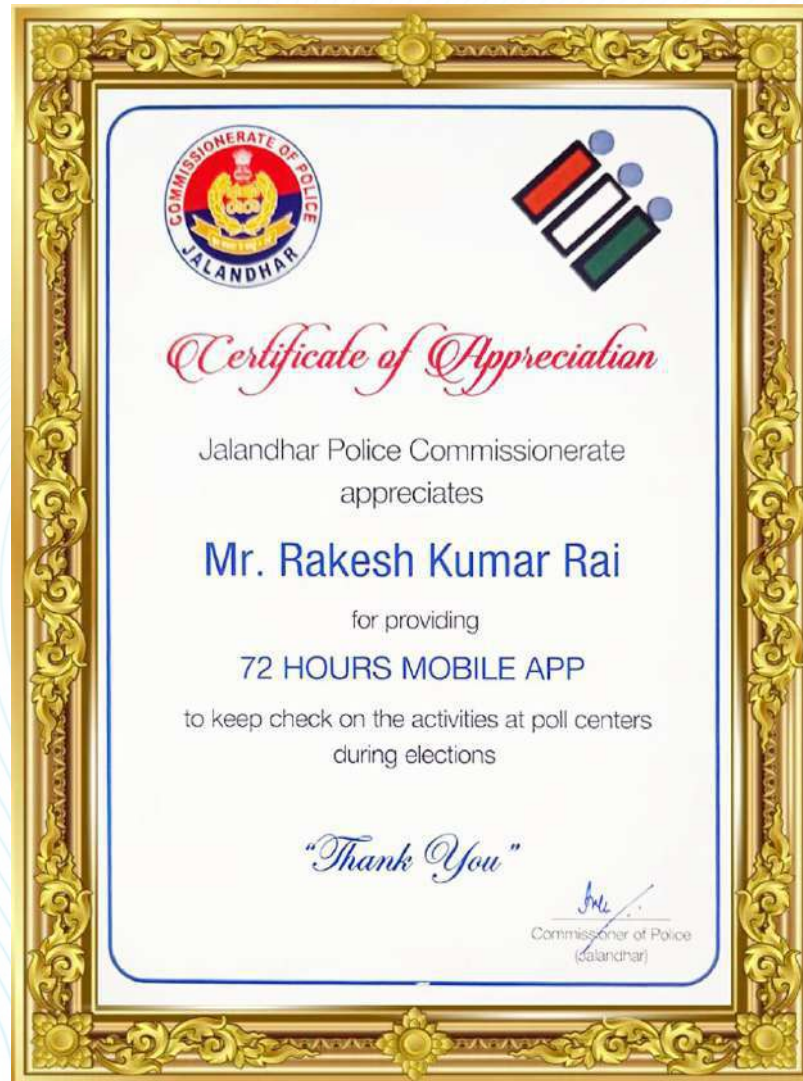 COMMISSIONERATE OF POLICE
JALANDHAR
Certificate of Appreciation
Jalandhar Police Commissionerate
appreciates
Mr. Rakesh Kumar Rai
for providing
72 HOURS MOBILE APP
to keep check on the activities at poll centers
during elections
"Thank You"
Commissioner of Police
(Jalandhar)